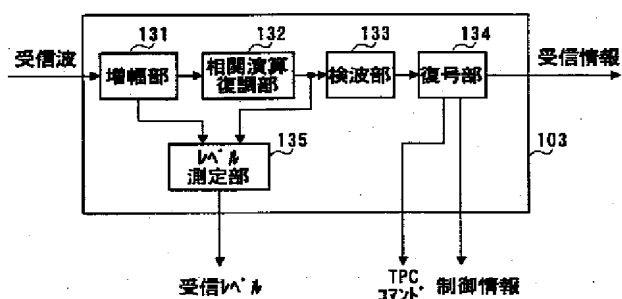 131
132
133
134
受信波
増幅部
相関演算
復調部
検波部
復号部
受信情報
135
レベル
測定部
103
受信レベル
TPC
コマンド
制御情報